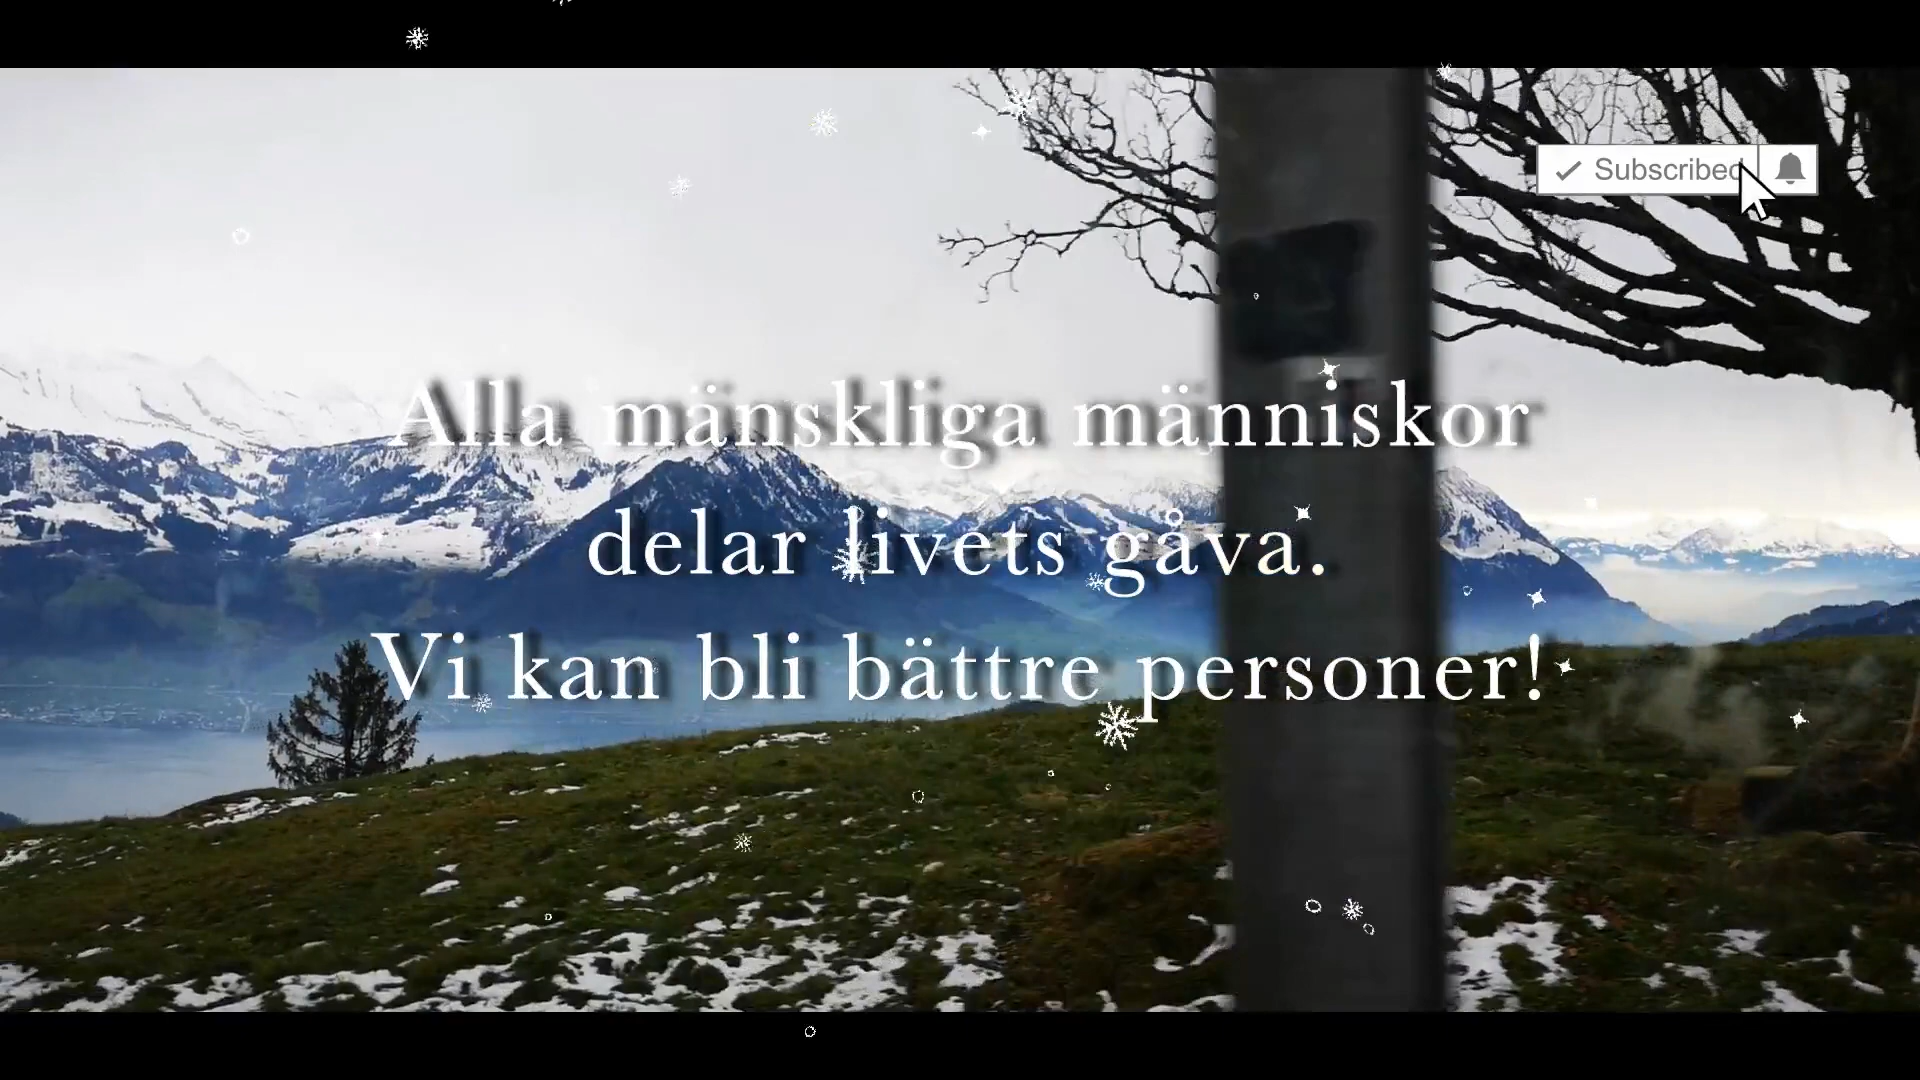 Subscribed
Alla mänskliga människor
delar livets gåva.
Vi kan bli bättre personer!